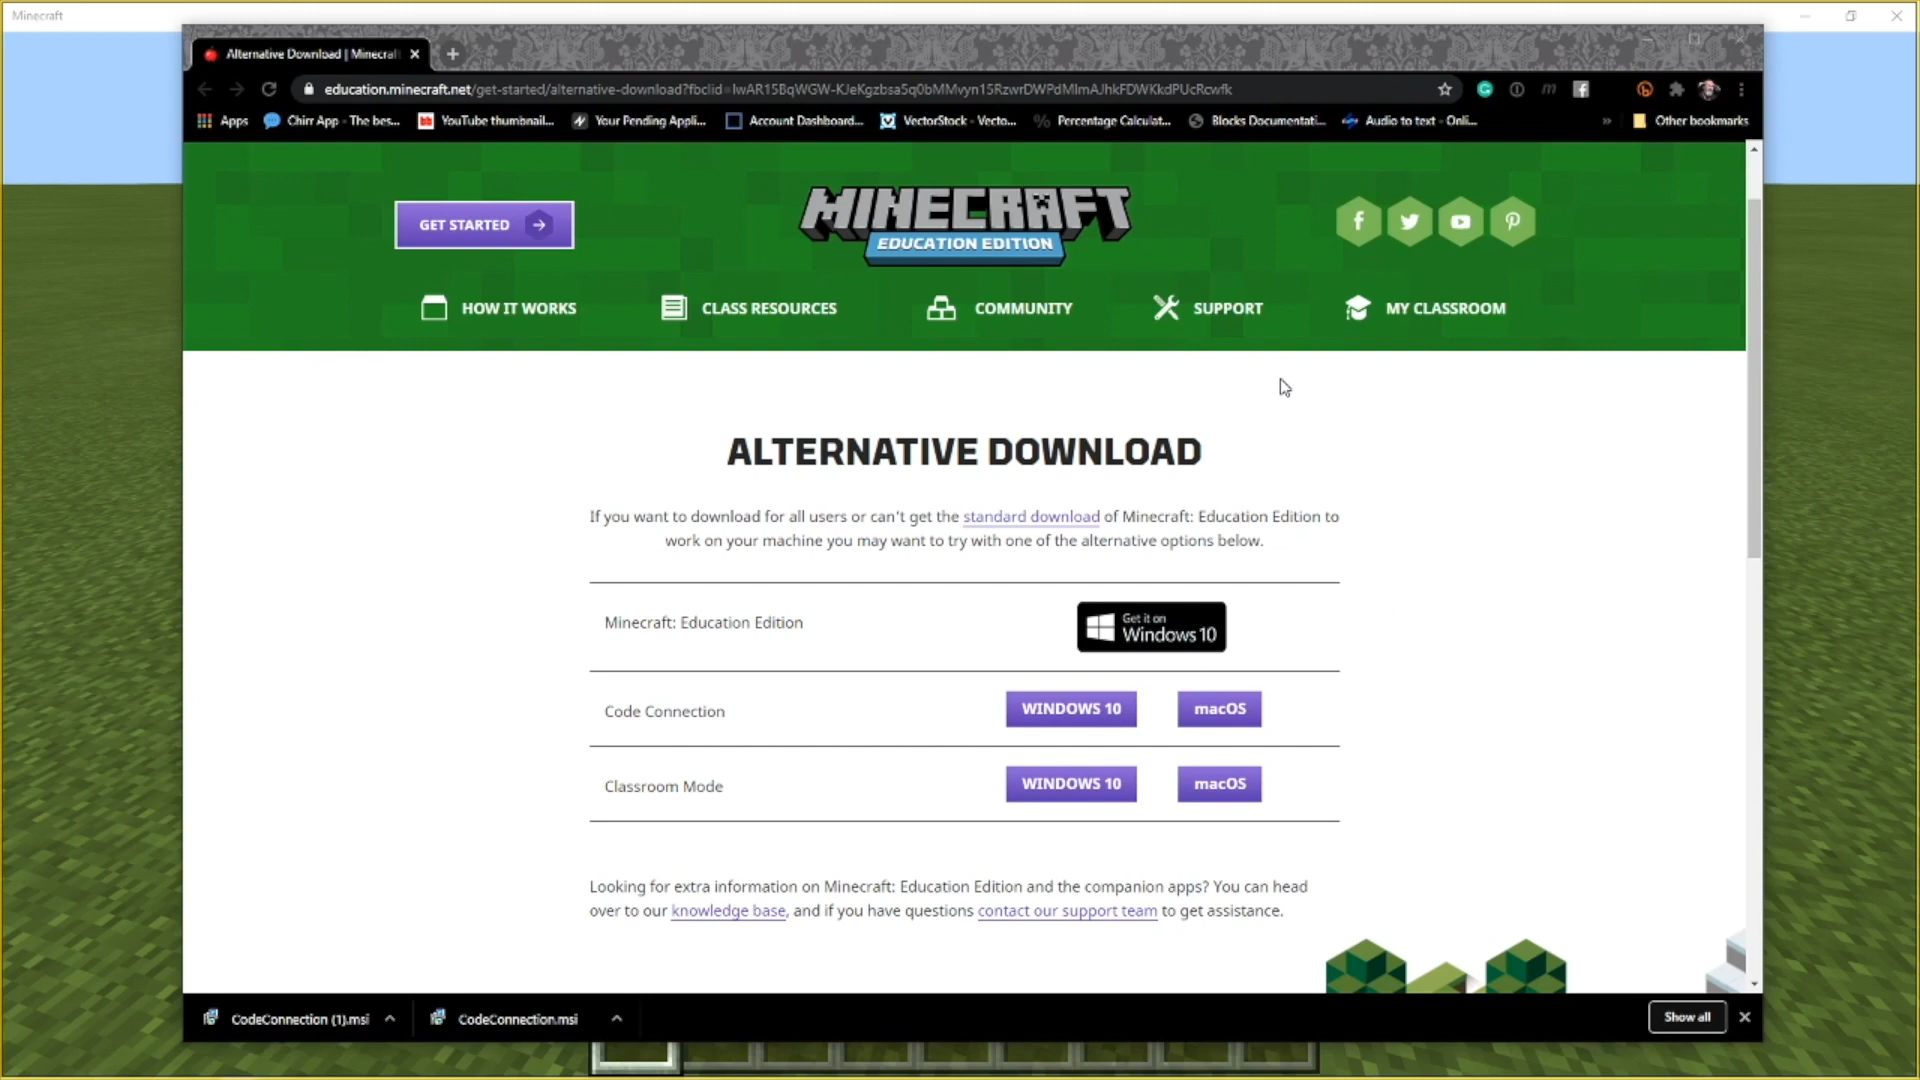 Minecraft
Alternative Download | Minecraft
education.minecraft.net/get-started/alternative-download?fbclid=IwAR15BqWGW-KJeKgzbsa5q0bMMvyn15RzwrDWPdMlmAJhkFDWKkdPUcRcwfk
Apps Chirr App - The bes... YouTube thumbnail... Your Pending Appli... Account Dashboard... VectorStock - Vecto... Percentage Calculat... Blocks Documentati... Audio to text - Onli... » Other bookmarks
GET STARTED
MINECRAFT
EDUCATION EDITION
HOW IT WORKS CLASS RESOURCES COMMUNITY SUPPORT MY CLASSROOM
ALTERNATIVE DOWNLOAD
If you want to download for all users or can't get the standard download of Minecraft: Education Edition to
work on your machine you may want to try with one of the alternative options below.
Minecraft: Education Edition
Get it on
Windows 10
Code Connection WINDOWS 10 macOS
Classroom Mode WINDOWS 10 macOS
Looking for extra information on Minecraft: Education Edition and the companion apps? You can head
over to our knowledge base, and if you have questions contact our support team to get assistance.
CodeConnection (1).msi CodeConnection.msi Show all